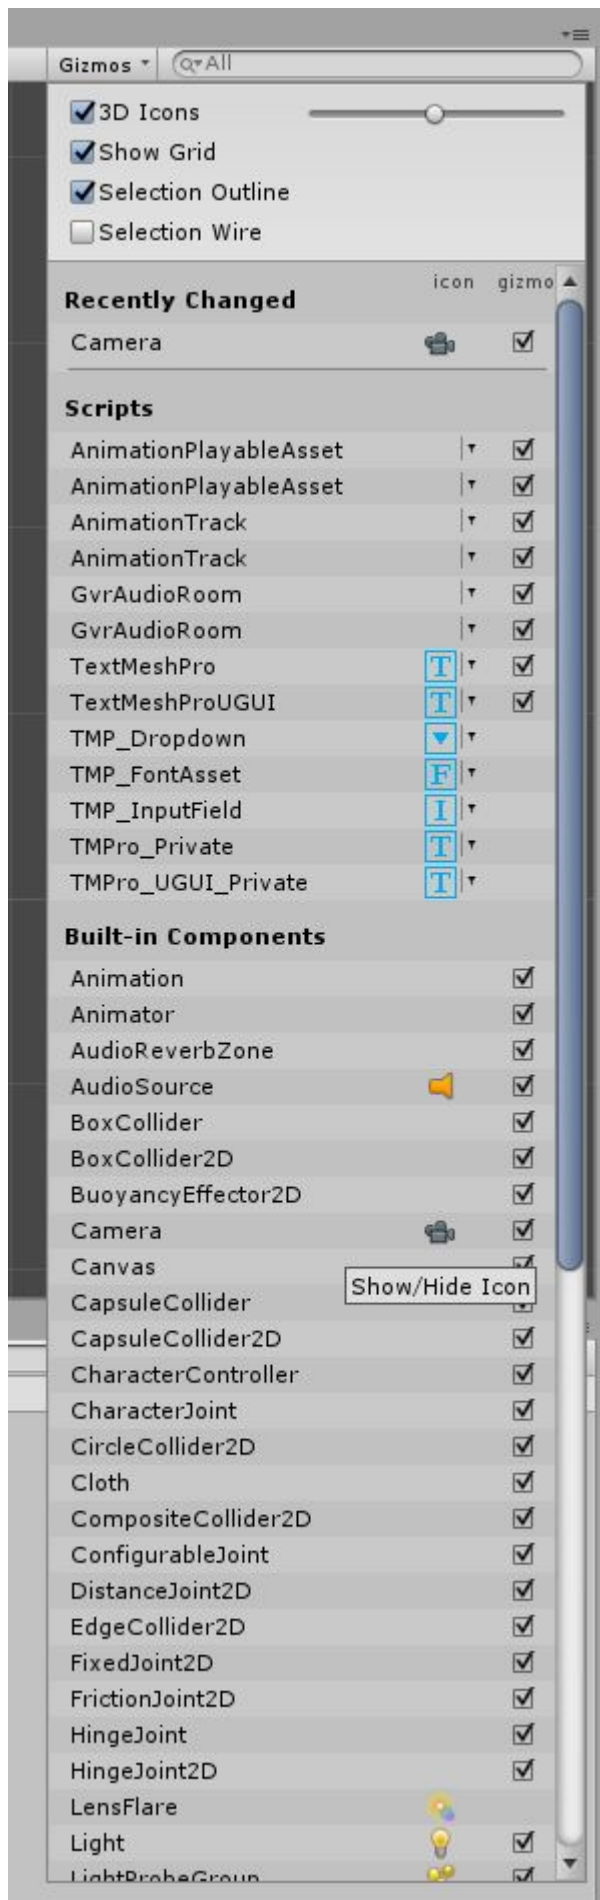 Gizmos All
3D Icons
Show Grid
Selection Outline
Selection Wire
icon gizmo
Recently Changed
Camera
Scripts
AnimationPlayableAsset
AnimationPlayableAsset
AnimationTrack
AnimationTrack
GvrAudioRoom
GvrAudioRoom
TextMeshPro T
TextMeshProUGUI T
TMP_Dropdown
TMP_FontAsset F
TMP_InputField I
TMPro_Private T
TMPro_UGUI_Private T
Built-in Components
Animation
Animator
AudioReverbZone
AudioSource
BoxCollider
BoxCollider2D
BuoyancyEffector2D
Camera
Canvas
Show/Hide Icon
CapsuleCollider
CapsuleCollider2D
CharacterController
CharacterJoint
CircleCollider2D
Cloth
CompositeCollider2D
ConfigurableJoint
DistanceJoint2D
EdgeCollider2D
FixedJoint2D
FrictionJoint2D
HingeJoint
HingeJoint2D
LensFlare
Light
LightProbeGroup